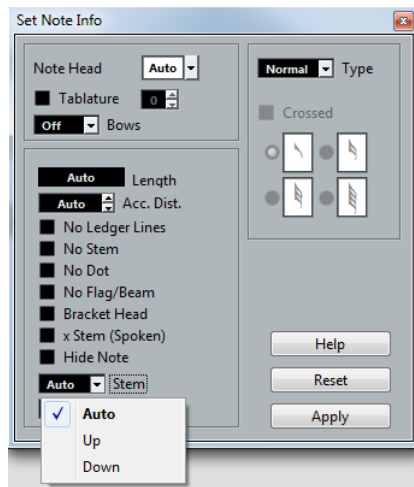 Set Note Info
Note Head Auto
Tablature 0
Off Bows
Auto Length
Auto Acc. Dist.
No Ledger Lines
No Stem
No Dot
No Flag/Beam
Bracket Head
x Stem (Spoken)
Hide Note
Auto Stem
Auto
Up
Down
Normal Type
Crossed
Help
Reset
Apply